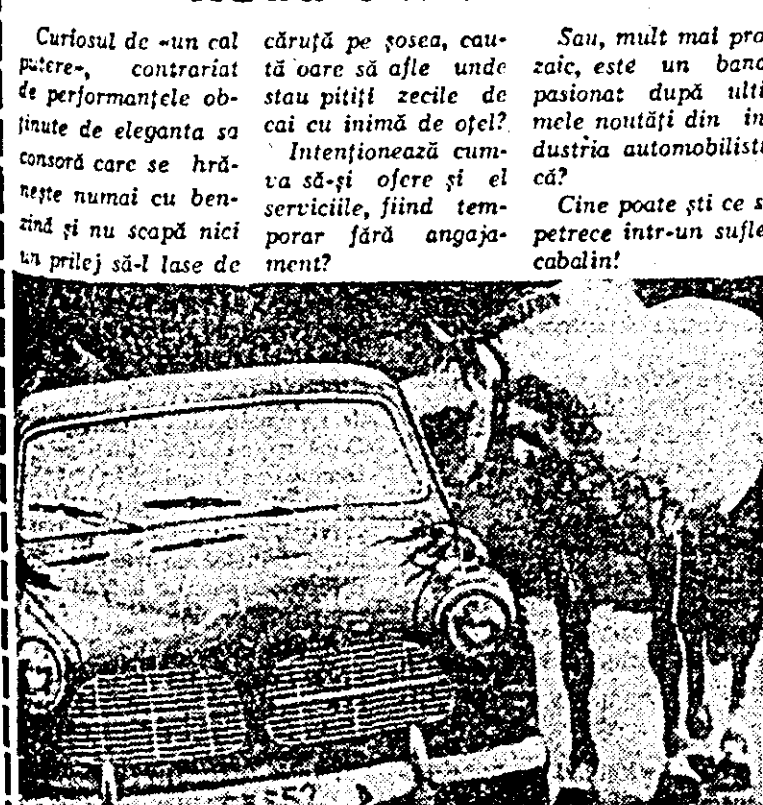 Curiosul de «un cal
putere», contrariat
de performanțele ob-
ținute de eleganta sa
consoră care se hră-
nește numai cu ben-
zină și nu scapă nici
un prilej să-l lase de
căruță pe șosea, cau-
tă oare să afle unde
stau pitiți zecile de
cai cu inimă de oțel?
Intenționează cum-
va să-și ofere și el
serviciile, fiind tem-
porar fără angaja-
ment?
Sau, mult mai pro
zaic, este un bana
pasionat după ulti
mele noutăți din in
dustria automobilisti
că?
Cine poate ști ce s
petrece într-un sufle
cabalin!